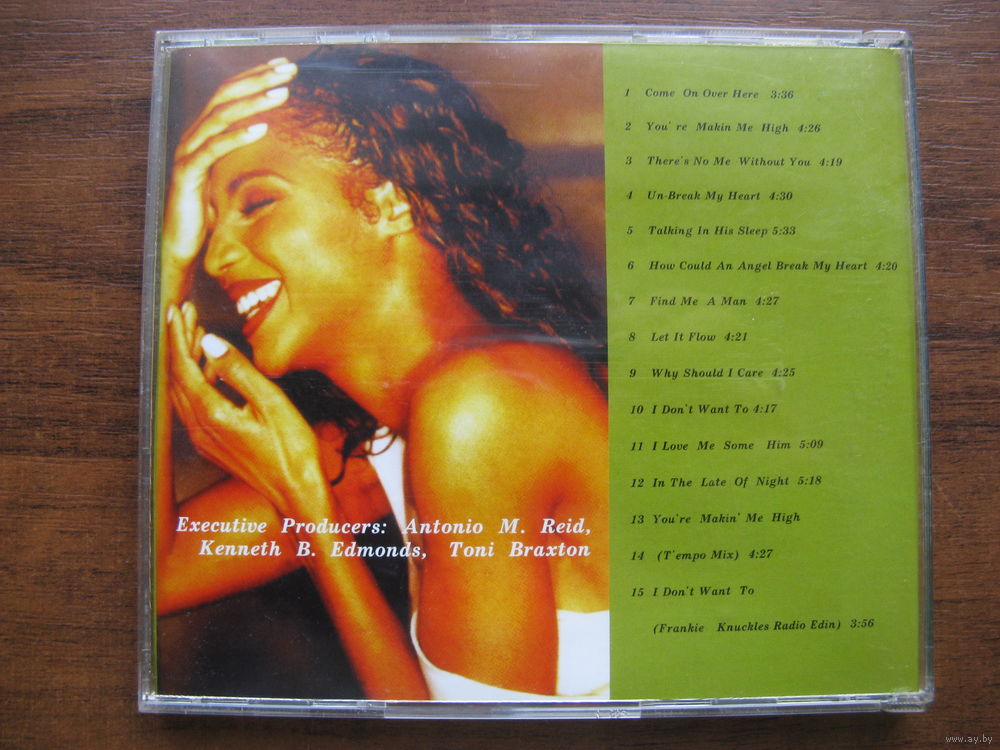 1 Come On Over Here 3:36
2 You're Makin Me High 4:26
3 There's No Me Without You 4:19
4 Un-Break My Heart 4:30
5 Talking In His Sleep 5:33
6 How Could An Angel Break My Heart 4:20
7 Find Me A Man 4:27
8 Let It Flow 4:21
9 Why Should I Care 4:25
10 I Don't Want To 4:17
11 I Love Me Some Him 5:09
12 In The Late Of Night 5:18
13 You're Makin' Me High
14 (T'empo Mix) 4:27
15 I Don't Want To
(Frankie Knuckles Radio Edin) 3:56
Executive Producers: Antonio M. Reid,
Kenneth B. Edmonds, Toni Braxton
www.ay.by